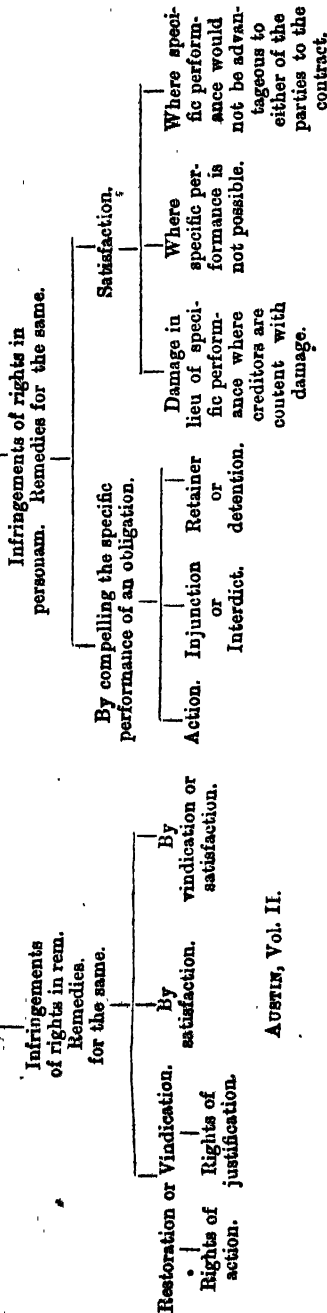 Infringements
of rights in rem.
Remedies.
for the same.
Restoration or Vindication.
Rights of
action.
Rights of
justification.
By
satisfaction.
By
vindication or
satisfaction.
AUSTIN, Vol. II.
Infringements of rights in
personam. Remedies for the same.
By compelling the specific
performance of an obligation.
Action.
Injunction
or
Interdict.
Retainer
or
detention.
Satisfaction.
Damage in
lieu of speci-
fic perform-
ance where
creditors are
content with
damage.
Where
specific per-
formance is
not possible.
Where speci-
fic perform-
ance would
not be advan-
tageous to
either of the
parties to the
contract.